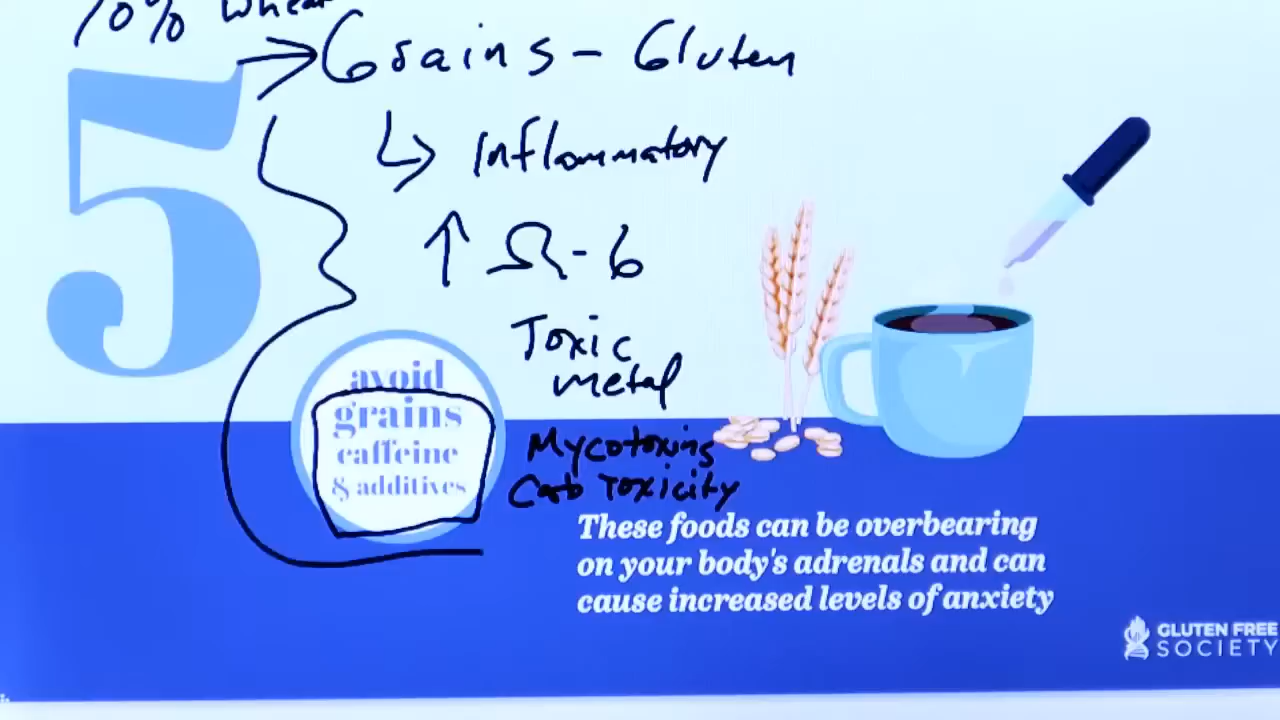 70% wheat
5
Grains - Gluten
Inflammatory
↑ Ω-6
Toxic
metal
avoid
grains
caffeine
& additives
Mycotoxins
Carb Toxicity
These foods can be overbearing
on your body's adrenals and can
cause increased levels of anxiety
GLUTEN FREE
SOCIETY